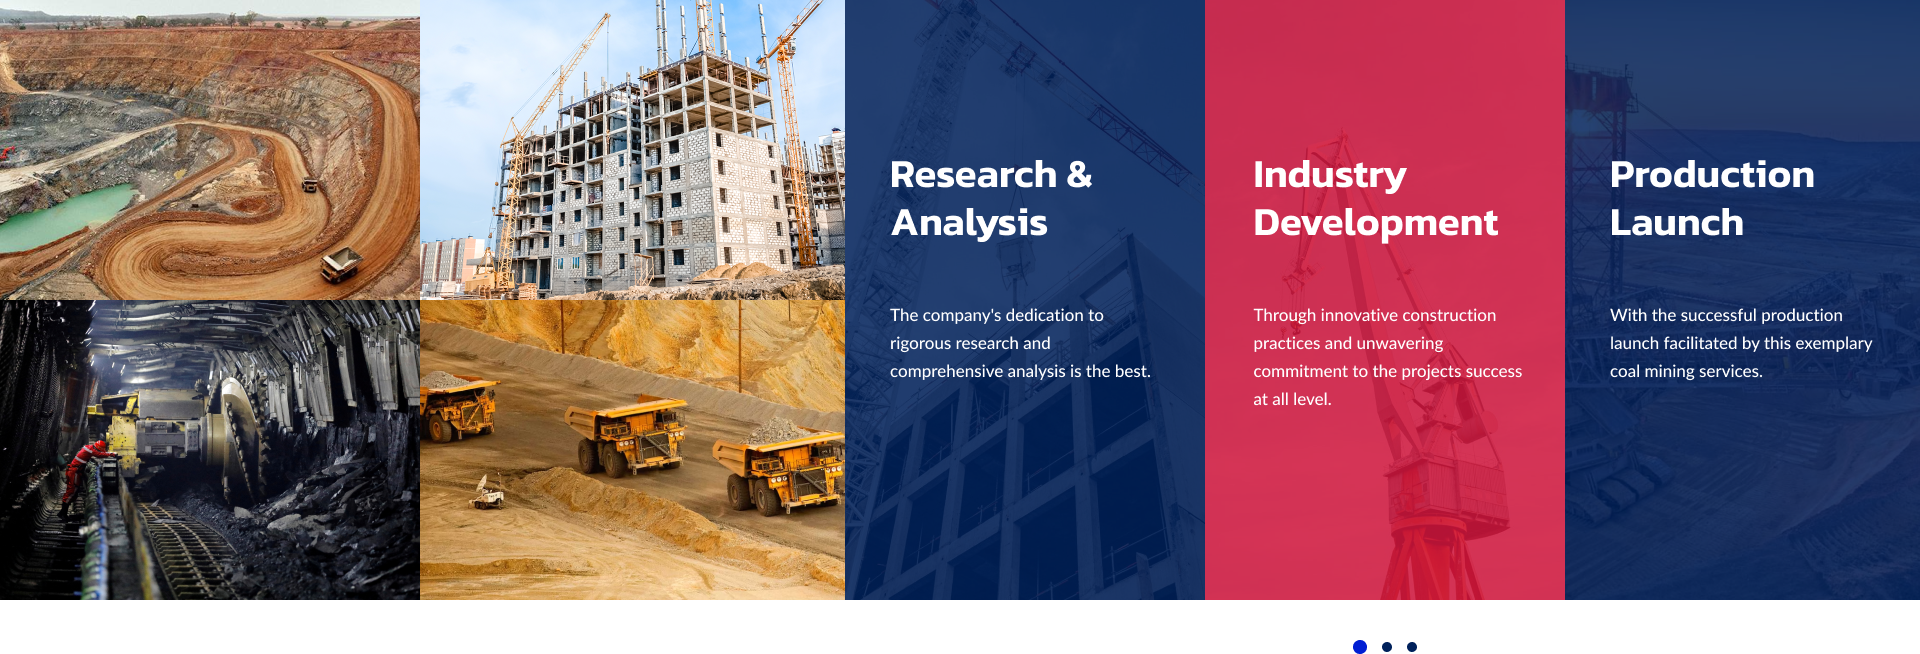 Research &
Analysis
The company's dedication to
rigorous research and
comprehensive analysis is the best.
Industry
Development
Through innovative construction
practices and unwavering
commitment to the projects success
at all level.
Production
Launch
With the successful production
launch facilitated by this exemplary
coal mining services.